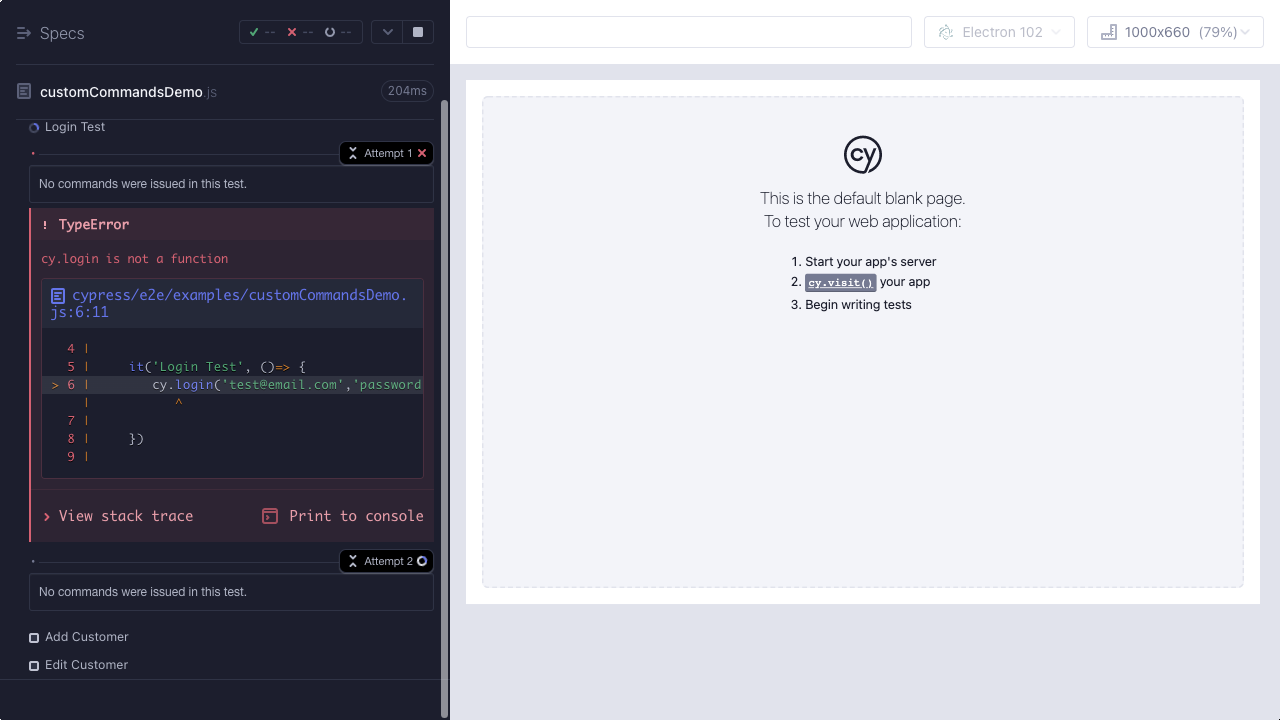 Specs
-- -- --
Electron 102
1000x660 (79%)
customCommandsDemo.js
204ms
Login Test
Attempt 1
No commands were issued in this test.
! TypeError
cy.login is not a function
cypress/e2e/examples/customCommandsDemo.
js:6:11
4 |
5 | it('Login Test', ()=> {
> 6 | cy.login('test@email.com','password
| ^
7 |
8 | })
9 |
> View stack trace
Print to console
Attempt 2
No commands were issued in this test.
Add Customer
Edit Customer
cy
This is the default blank page.
To test your web application:
1. Start your app's server
2. cy.visit() your app
3. Begin writing tests